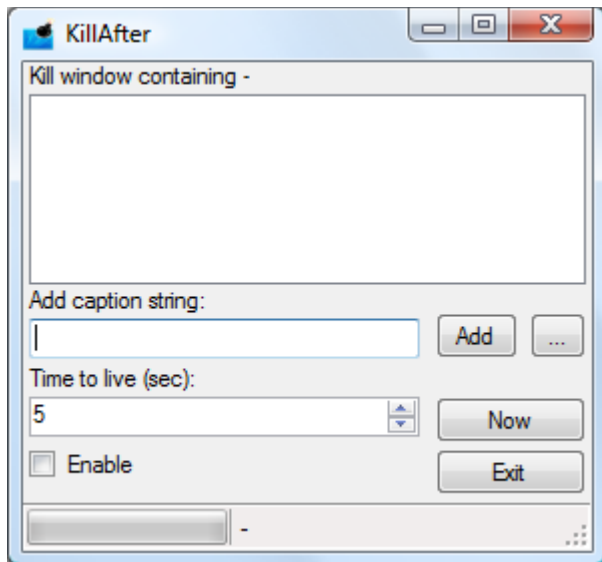 KillAfter
Kill window containing -
Add caption string:
Add ...
Time to live (sec):
5
Now
Enable
Exit
-